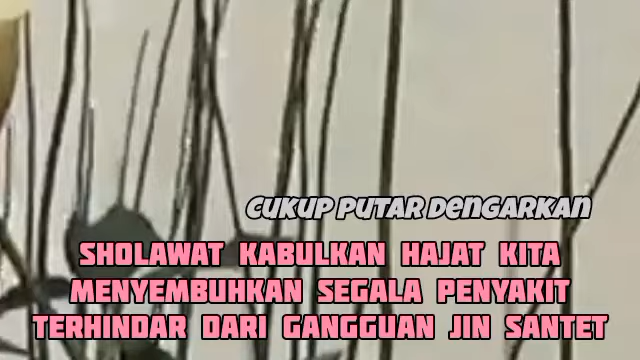 CUKUP PUTAR DENGARKAN
SHOLAWAT KABULKAN HAJAT KITA
MENYEMBUHKAN SEGALA PENYAKIT
TERHINDAR DARI GANGGUAN JIN SANTET